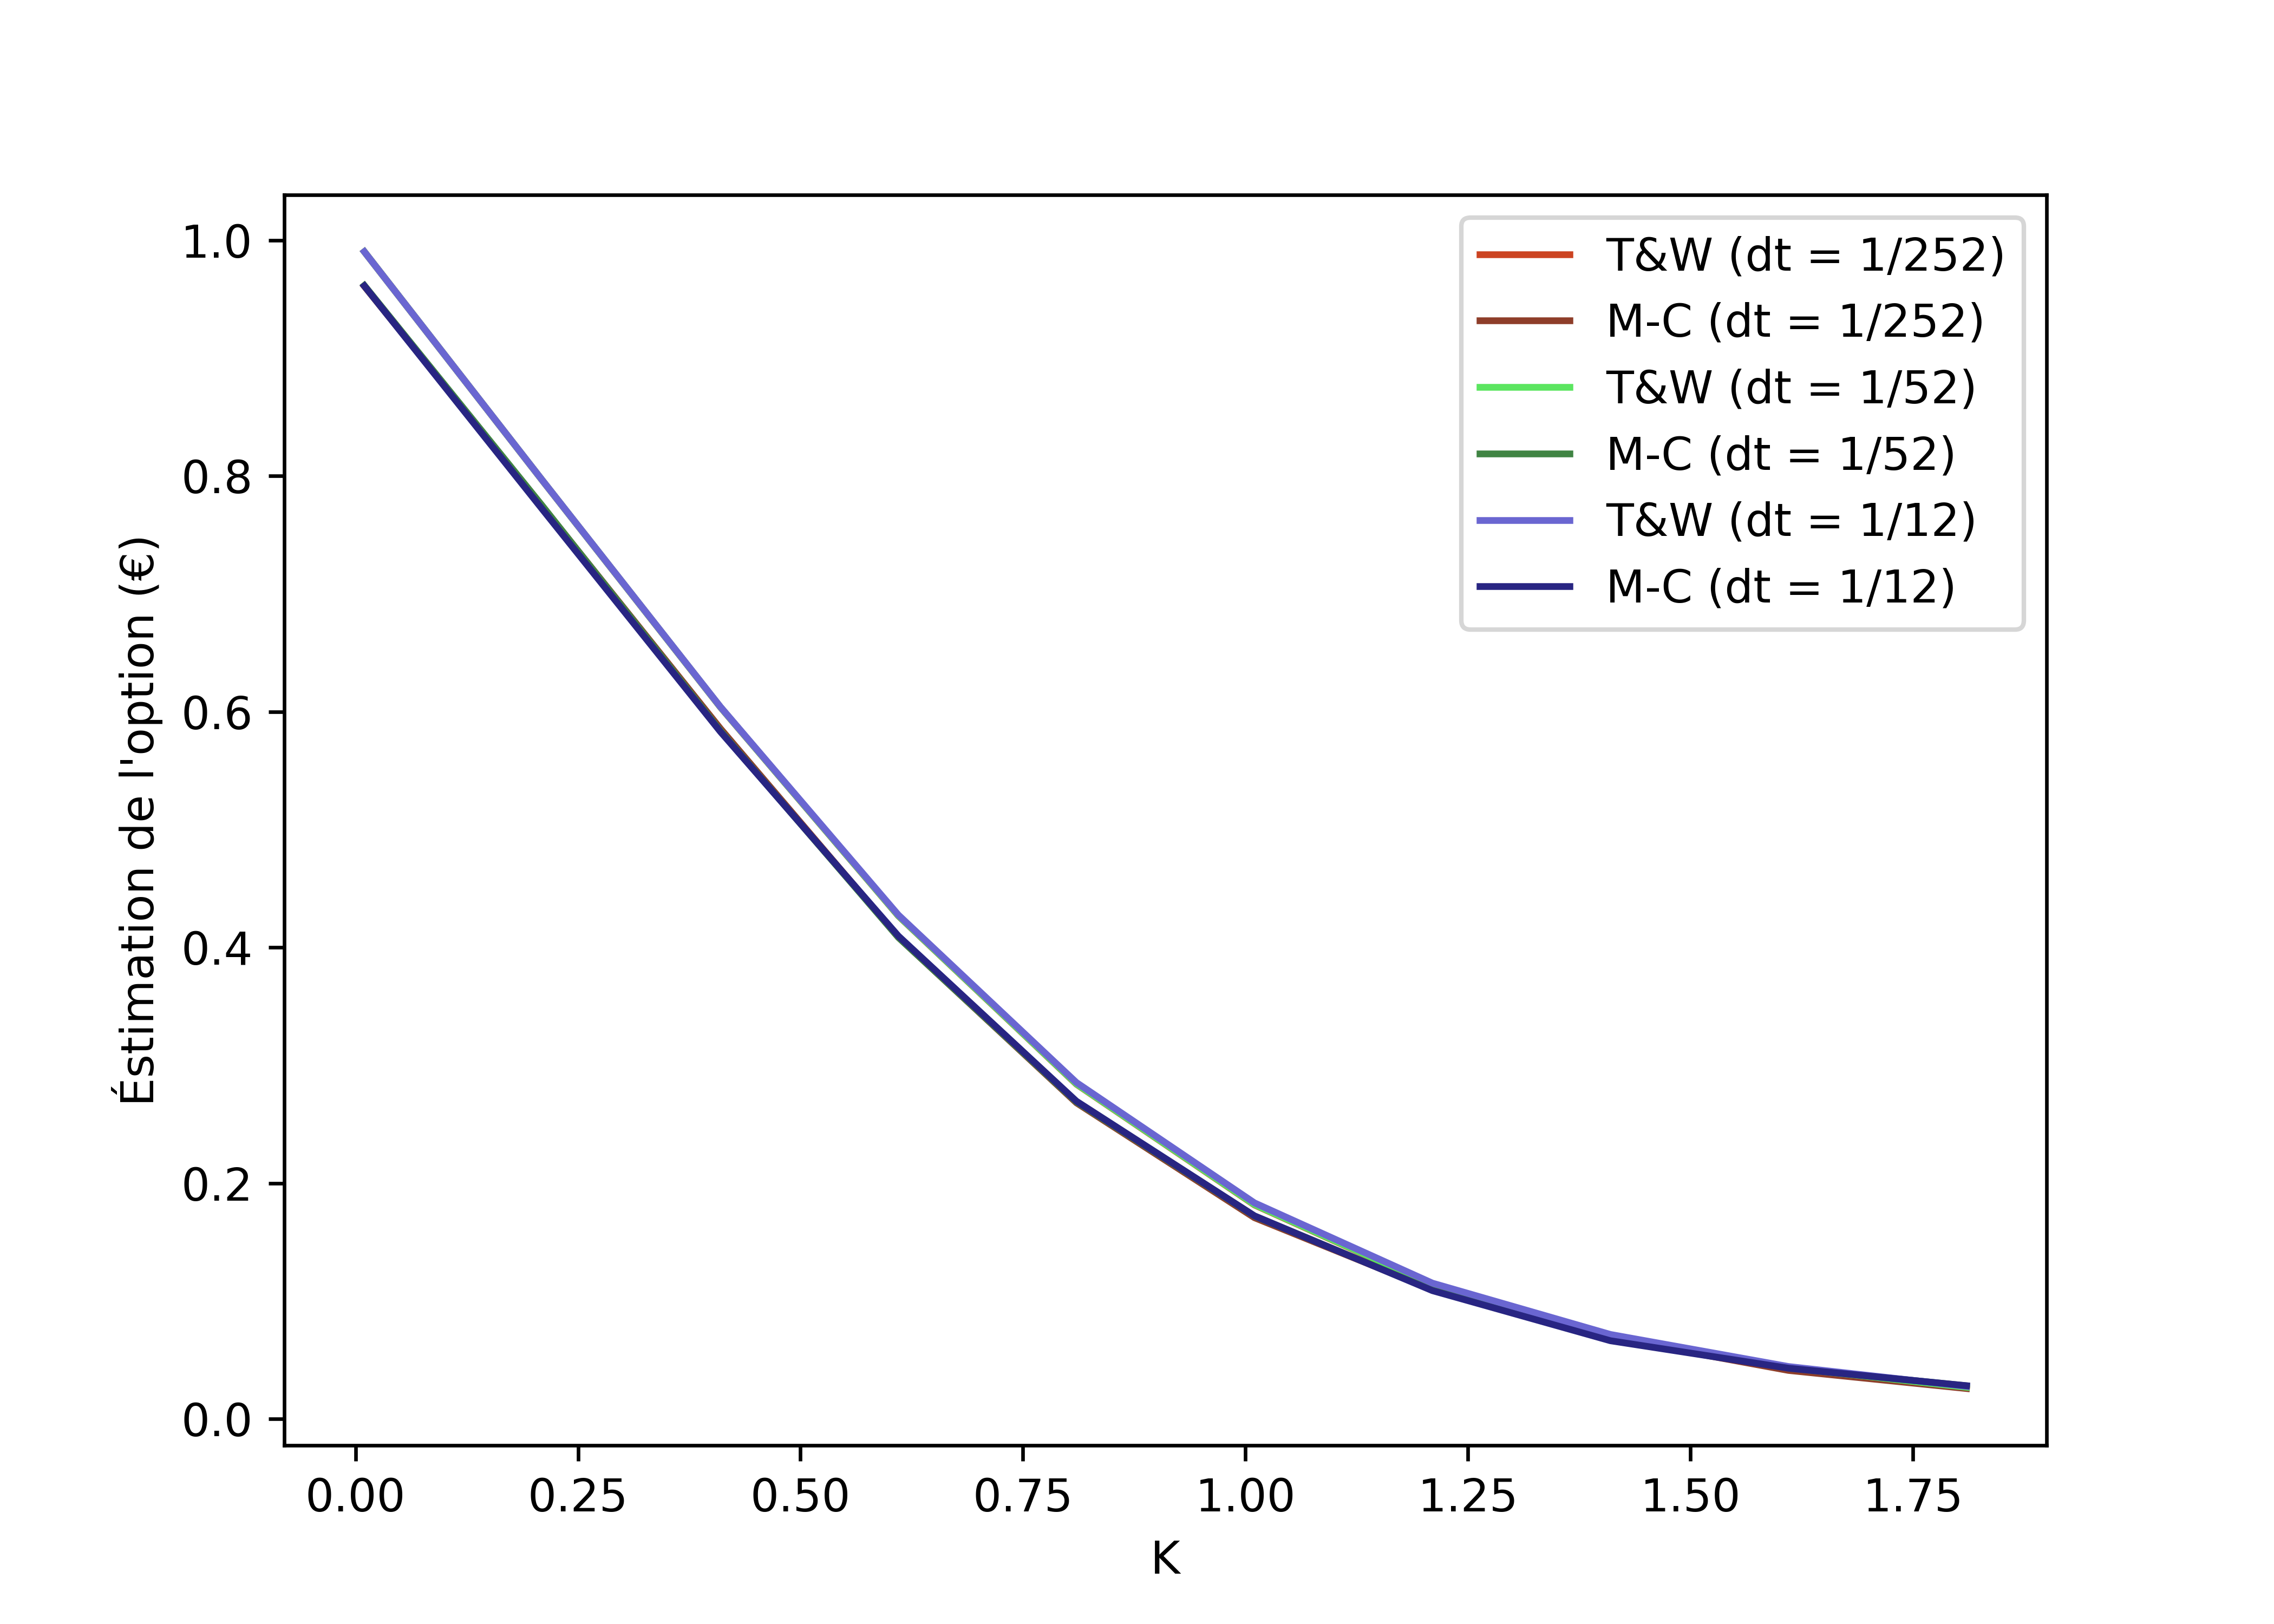 1.0
0.8
0.6
0.4
0.2
0.0
Éstimation de l'option (€)
T&W (dt = 1/252)
M-C (dt = 1/252)
T&W (dt = 1/52)
M-C (dt = 1/52)
T&W (dt = 1/12)
M-C (dt = 1/12)
0.00 0.25 0.50 0.75 1.00 1.25 1.50 1.75
K